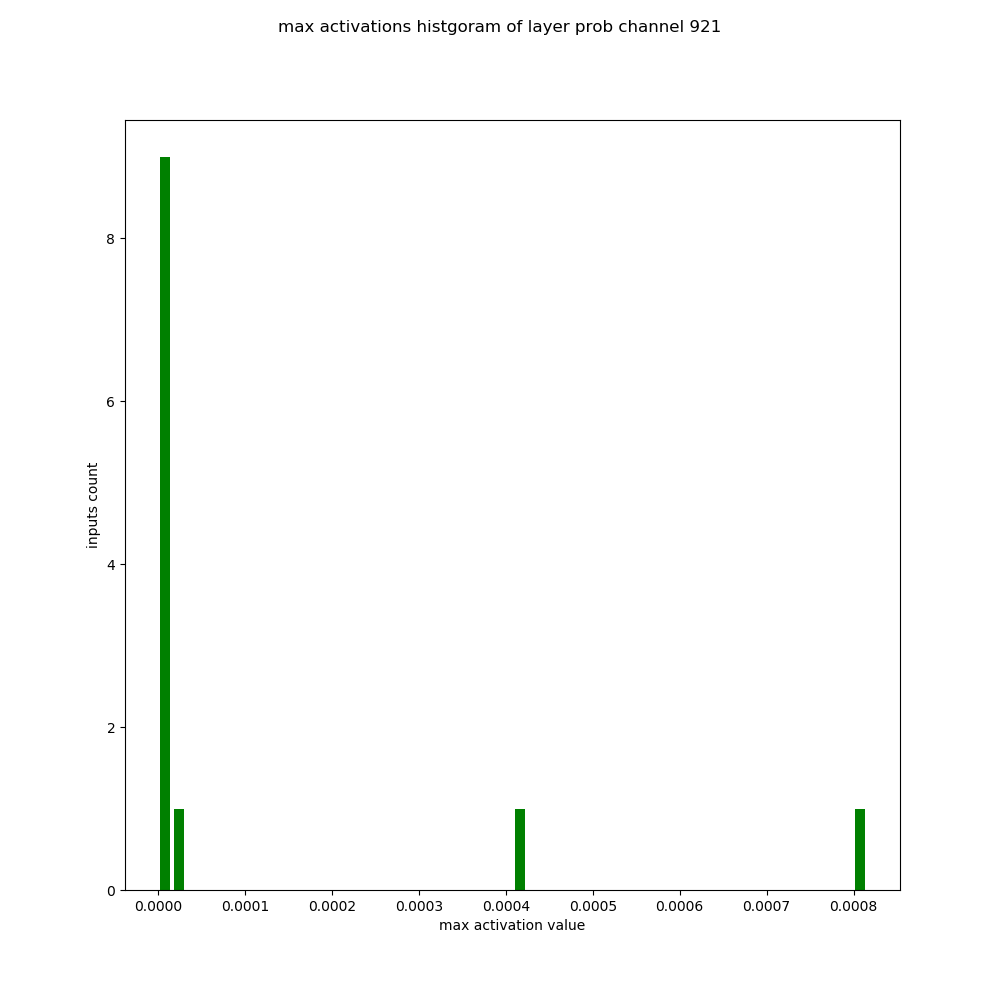 max activations histgoram of layer prob channel 921
8
6
4
2
0
inputs count
0.0000 0.0001 0.0002 0.0003 0.0004 0.0005 0.0006 0.0007 0.0008
max activation value